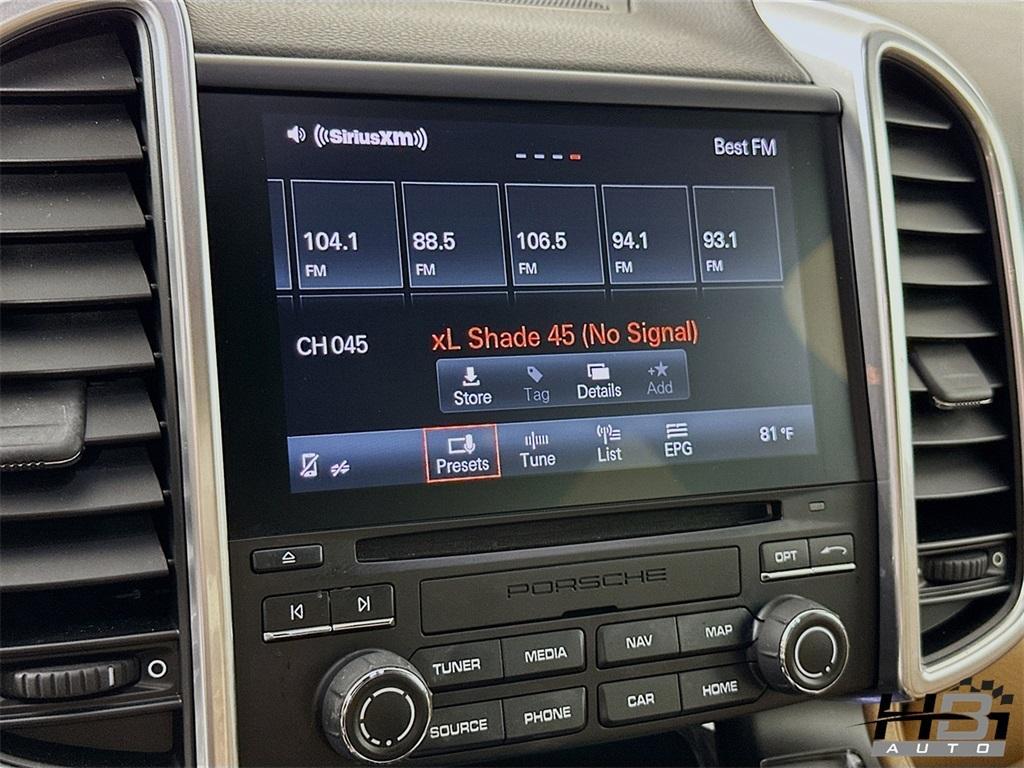 ((SiriusXM))
Best FM
104.1 88.5 106.5 94.1 93.1
FM FM FM FM FM
CH 045 xL Shade 45 (No Signal)
Store Tag Details +★ Add
Presets Tune List EPG 81 °F
OPT
PORSCHE
TUNER MEDIA NAV MAP
SOURCE PHONE CAR HOME
HBI
AUTO